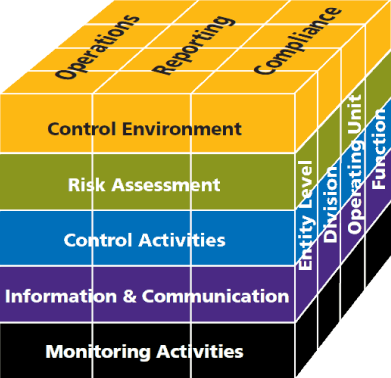 Operations
Reporting
Compliance
Control Environment
Risk Assessment
Control Activities
Information & Communication
Monitoring Activities
Entity Level
Division
Operating Unit
Function